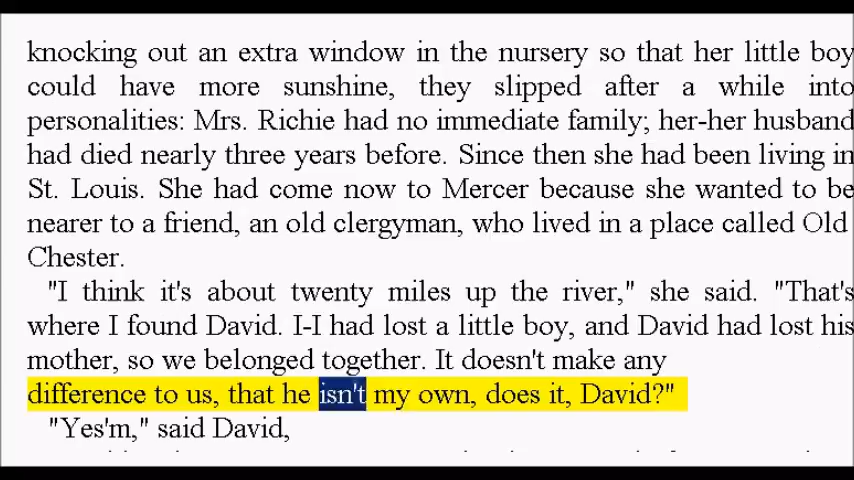 knocking out an extra window in the nursery so that her little boy
could have more sunshine, they slipped after a while into
personalities: Mrs. Richie had no immediate family; her-her husband
had died nearly three years before. Since then she had been living in
St. Louis. She had come now to Mercer because she wanted to be
nearer to a friend, an old clergyman, who lived in a place called Old
Chester.
"I think it's about twenty miles up the river," she said. "That's
where I found David. I-I had lost a little boy, and David had lost his
mother, so we belonged together. It doesn't make any
difference to us, that he isn't my own, does it, David?"
"Yes'm," said David,